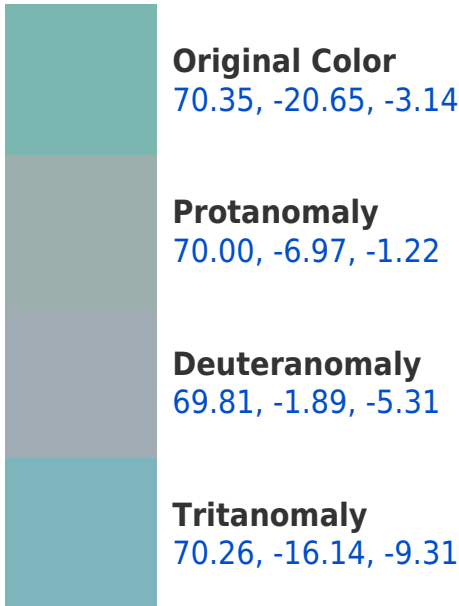 Original Color
70.35, -20.65, -3.14
Protanomaly
70.00, -6.97, -1.22
Deuteranomaly
69.81, -1.89, -5.31
Tritanomaly
70.26, -16.14, -9.31